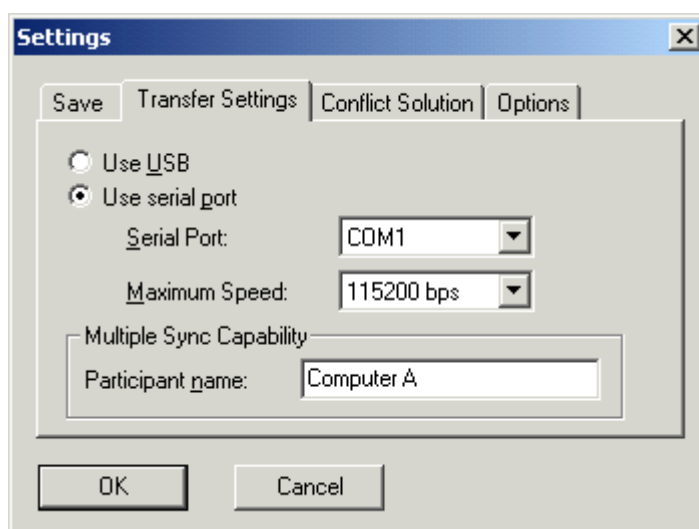 Settings
Save Transfer Settings Conflict Solution Options
Use USB
Use serial port
Serial Port: COM1
Maximum Speed: 115200 bps
Multiple Sync Capability
Participant name: Computer A
OK Cancel